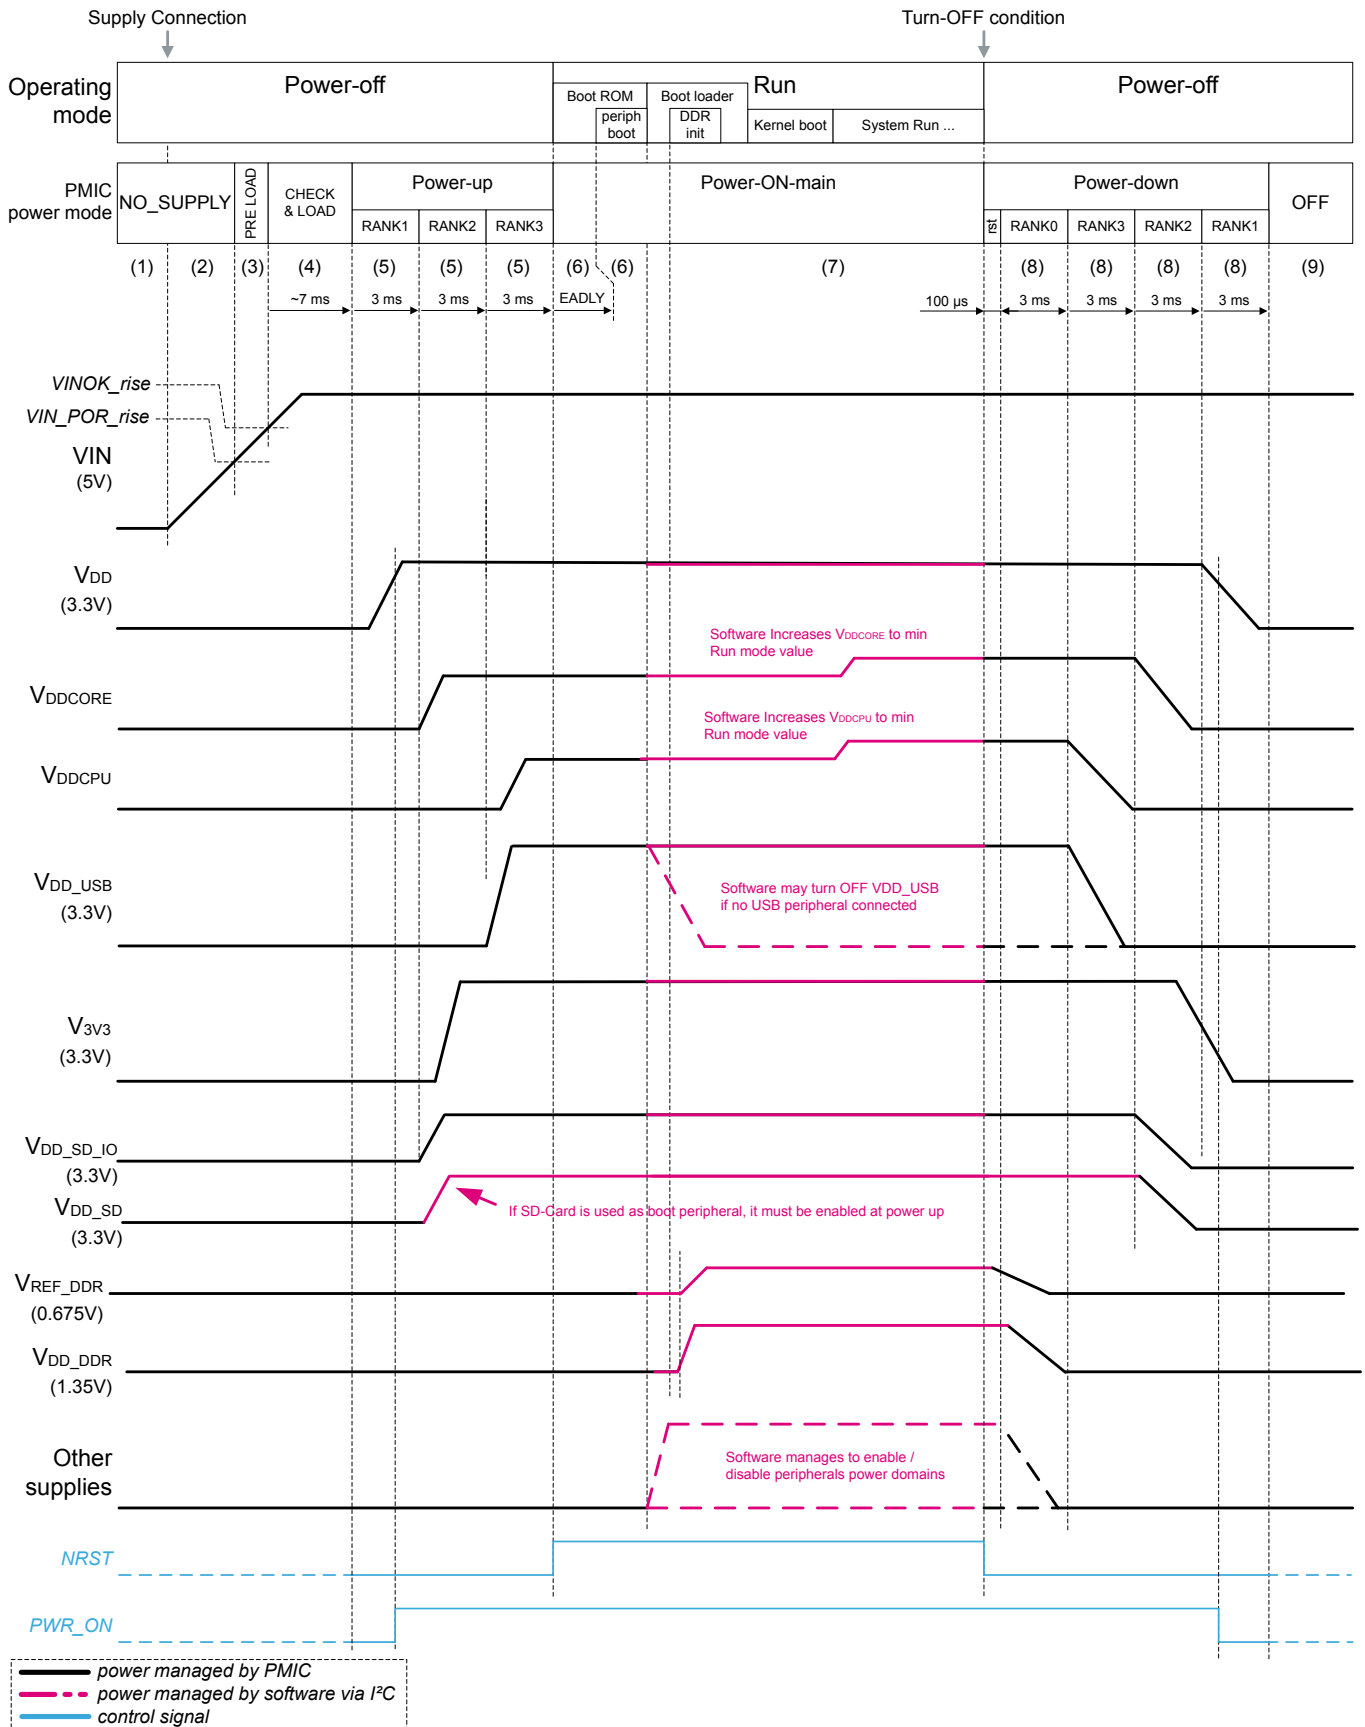 Supply Connection
Turn-OFF condition
Operating
mode
Power-off
Run
Power-off
Boot ROM
periph
boot
Boot loader
DDR
init
Kernel boot
System Run ...
PMIC
power mode
NO_SUPPLY
PRE LOAD
CHECK
& LOAD
Power-up
RANK1
RANK2
RANK3
Power-ON-main
Power-down
rst
RANK0
RANK3
RANK2
RANK1
OFF
(1)
(2)
(3)
(4)
(5)
(5)
(5)
(6)
(6)
(7)
(8)
(8)
(8)
(8)
(9)
~7 ms
3 ms
3 ms
3 ms
EADLY
100 µs
3 ms
3 ms
3 ms
3 ms
VINOK_rise
VIN_POR_rise
VIN
(5V)
VDD
(3.3V)
Software Increases VDDCORE to min
Run mode value
VDDCORE
Software Increases VDDCPU to min
Run mode value
VDDCPU
VDD_USB
(3.3V)
Software may turn OFF VDD_USB
if no USB peripheral connected
V3V3
(3.3V)
VDD_SD_IO
(3.3V)
VDD_SD
(3.3V)
If SD-Card is used as boot peripheral, it must be enabled at power up
VREF_DDR
(0.675V)
VDD_DDR
(1.35V)
Other
supplies
Software manages to enable /
disable peripherals power domains
NRST
PWR_ON
power managed by PMIC
power managed by software via I²C
control signal